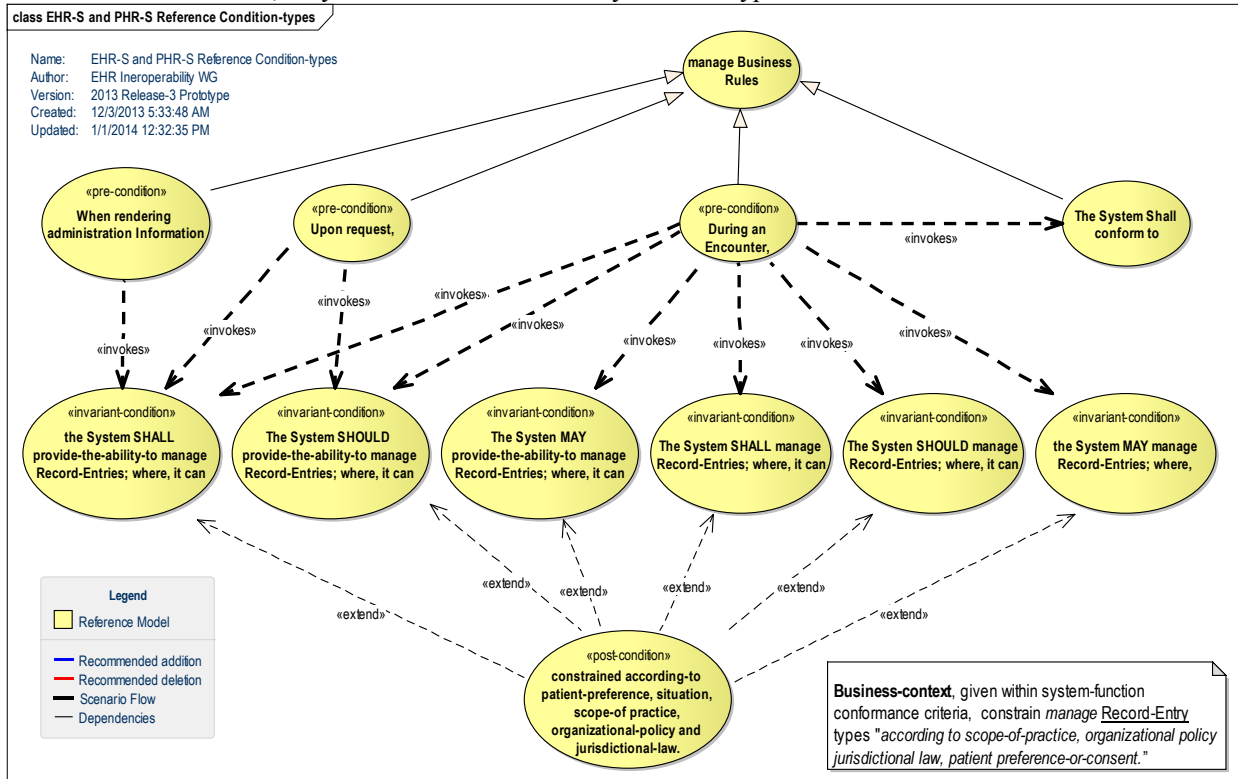 class EHR-S and PHR-S Reference Condition-types
Name: EHR-S and PHR-S Reference Condition-types
Author: EHR Ineroperability WG
Version: 2013 Release-3 Prototype
Created: 12/3/2013 5:33:48 AM
Updated: 1/1/2014 12:32:35 PM
manage Business
Rules
«pre-condition»
When rendering
administration Information
«pre-condition»
Upon request,
«pre-condition»
During an
Encounter,
The System Shall
conform to
«invokes»
«invokes»
«invokes»
«invokes»
«invokes»
«invokes»
«invokes»
«invokes»
«invokes»
«invokes»
«invariant-condition»
the System SHALL
provide-the-ability-to manage
Record-Entries; where, it can
«invariant-condition»
The System SHOULD
provide-the-ability-to manage
Record-Entries; where, it can
«invariant-condition»
The Systen MAY
provide-the-ability-to manage
Record-Entries; where, it can
«invariant-condition»
The System SHALL manage
Record-Entries; where, it can
«invariant-condition»
The System SHOULD manage
Record-Entries; where, it can
«invariant-condition»
the System MAY manage
Record-Entries; where,
«extend»
«extend»
«extend»
«extend»
«extend»
«extend»
Legend
Reference Model
Recommended addition
Recommended deletion
Scenario Flow
Dependencies
«post-condition»
constrained according-to
patient-preference, situation,
scope-of practice,
organizational-policy and
jurisdictional-law.
Business-context, given within system-function
conformance criteria, constrain manage Record-Entry
types "according to scope-of-practice, organizational policy
jurisdictional law, patient preference-or-consent."